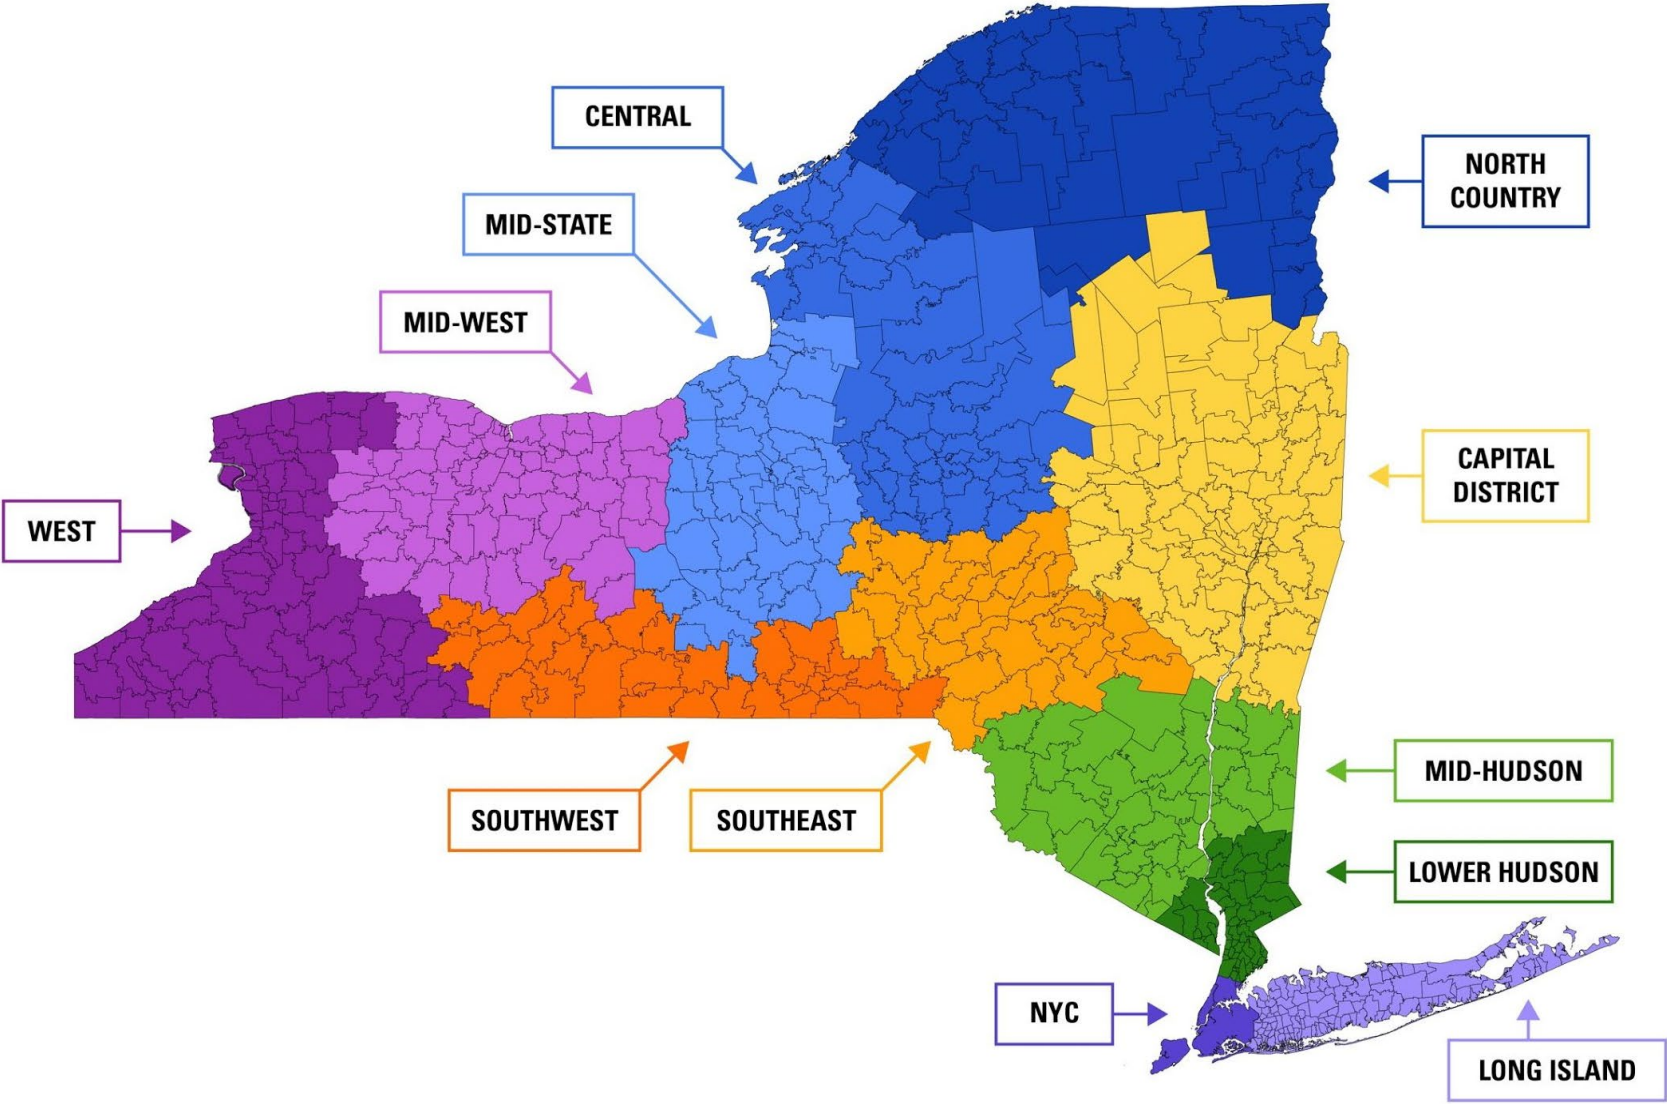 CENTRAL
NORTH
COUNTRY
MID-STATE
MID-WEST
CAPITAL
DISTRICT
WEST
MID-HUDSON
SOUTHWEST
SOUTHEAST
LOWER HUDSON
NYC
LONG ISLAND